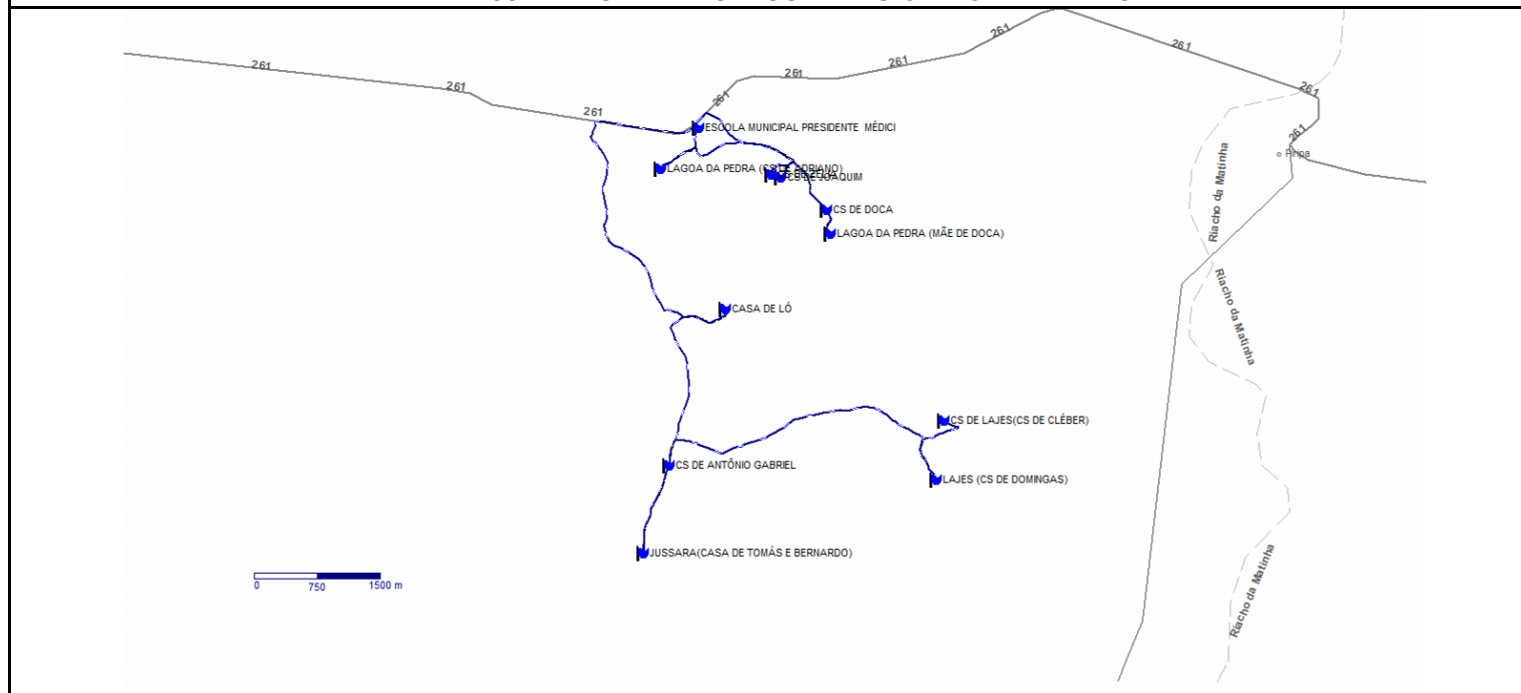 261
261
261
261
261
261
261
261
261
261
ESCOLA MUNICIPAL PRESIDENTE MÉDICI
Piripa
LAGOA DA PEDRA (CS DE ADRIANO)
CS DE JOAQUIM
Riacho da Matinha
CS DE DOCA
LAGOA DA PEDRA (MÃE DE DOCA)
CASA DE LÓ
Riacho da Matinha
CS DE LAJES(CS DE CLÉBER)
CS DE ANTÔNIO GABRIEL
LAJES (CS DE DOMINGAS)
JUSSARA(CASA DE TOMÁS E BERNARDO)
Riacho da Matinha
0 750 1500 m